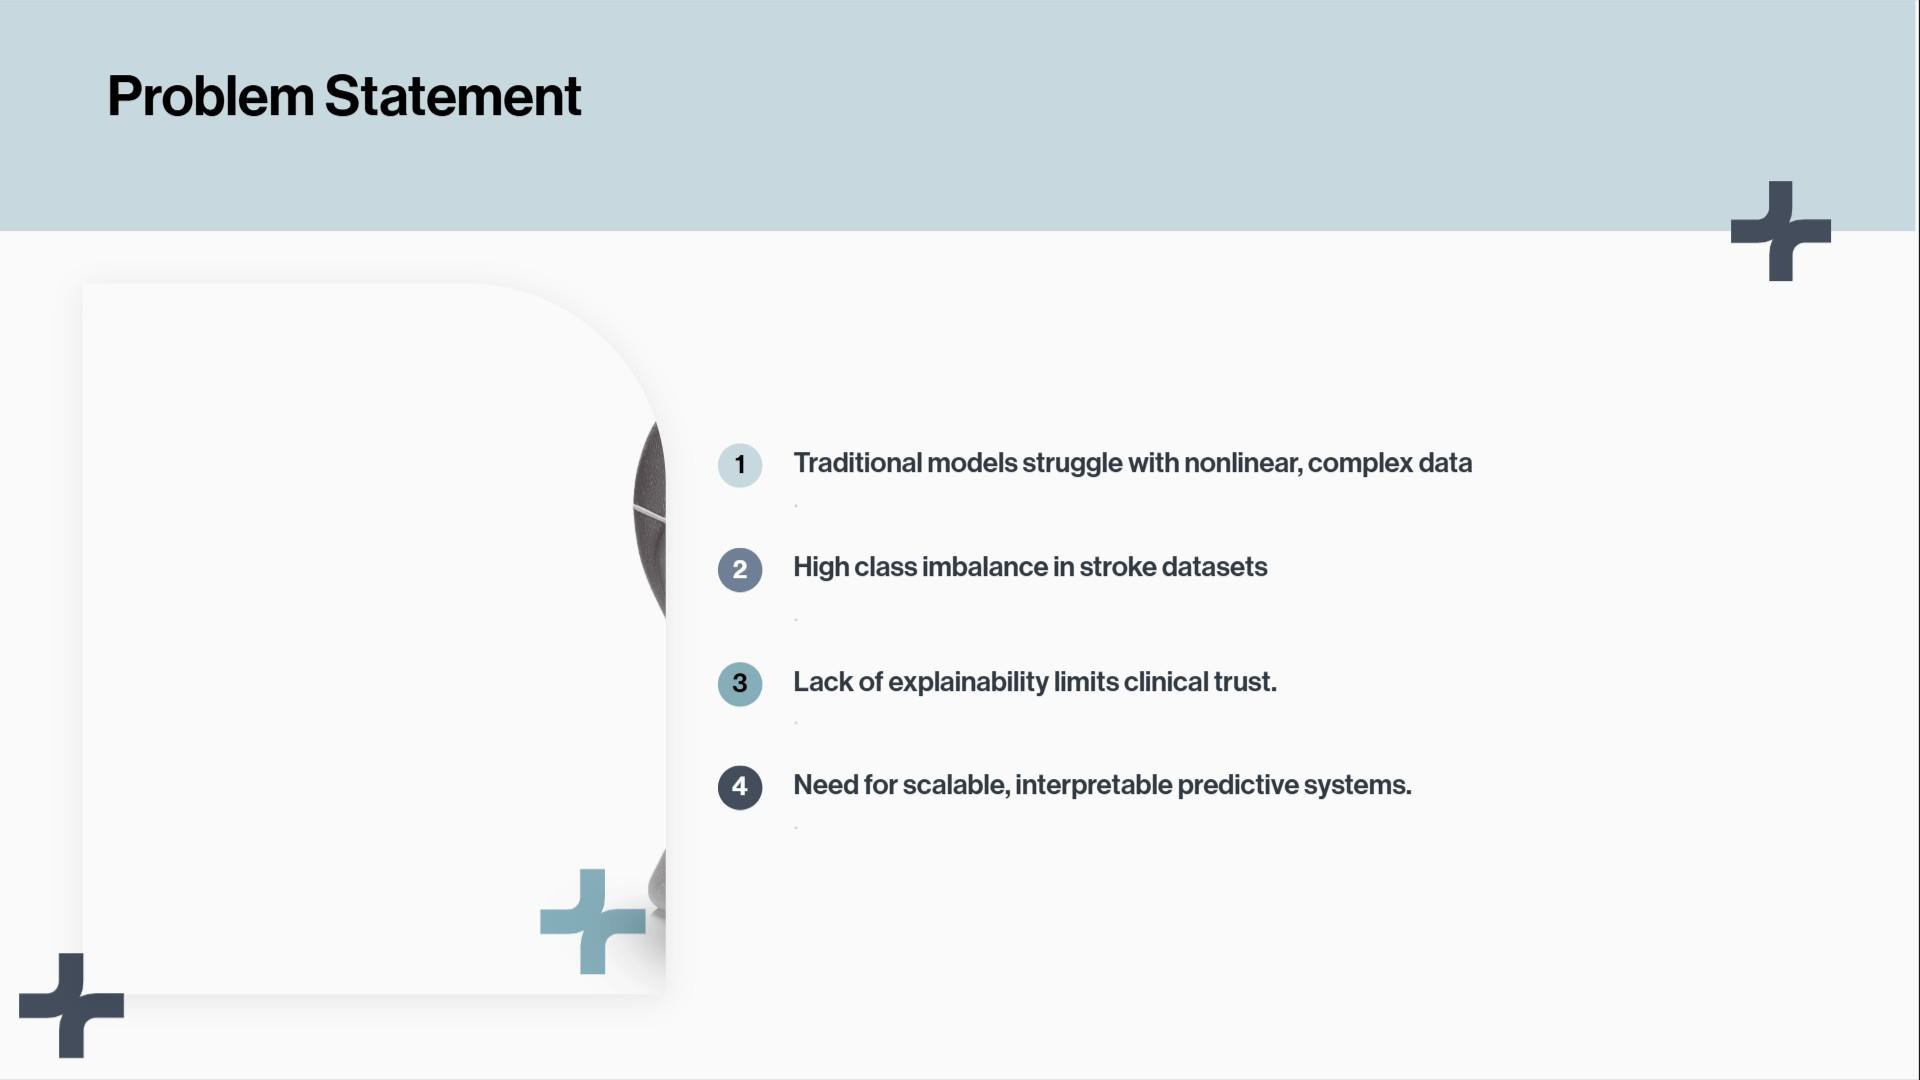 Problem Statement
1 Traditional models struggle with nonlinear, complex data
.
2 High class imbalance in stroke datasets
.
3 Lack of explainability limits clinical trust.
.
4 Need for scalable, interpretable predictive systems.
.